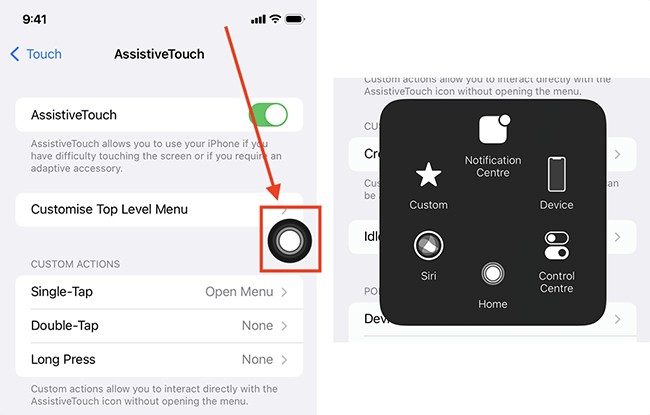 9:41
Touch
AssistiveTouch
AssistiveTouch
AssistiveTouch allows you to use your iPhone if you
have difficulty touching the screen or if you require an
adaptive accessory.
Customise Top Level Menu
CUSTOM ACTIONS
Single-Tap Open Menu
Double-Tap None
Long Press None
Custom actions allow you to interact directly with the
AssistiveTouch icon without opening the menu.
Custom actions allow you to interact directly with the
AssistiveTouch icon without opening the menu.
Notification
Centre
Custom
Device
Siri
Control
Centre
Home
can